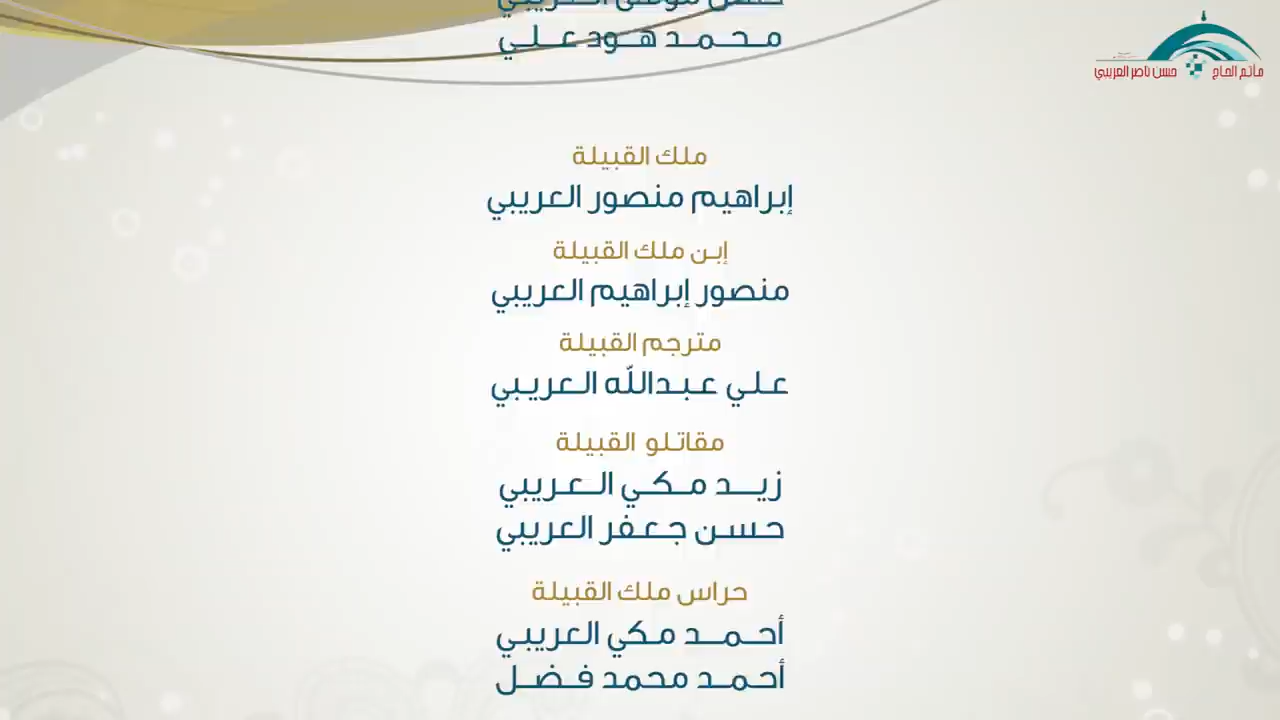 محمد هود علي
مأتم الحاج حسن ناصر العريبي
ملك القبيلة
إبراهيم منصور العريبي
إبن ملك القبيلة
منصور إبراهيم العريبي
مترجم القبيلة
علي عبدالله العريبي
مقاتلو القبيلة
زيد مكي العريبي
حسن جعفر العريبي
حراس ملك القبيلة
أحمد مكي العريبي
أحمد محمد فضل